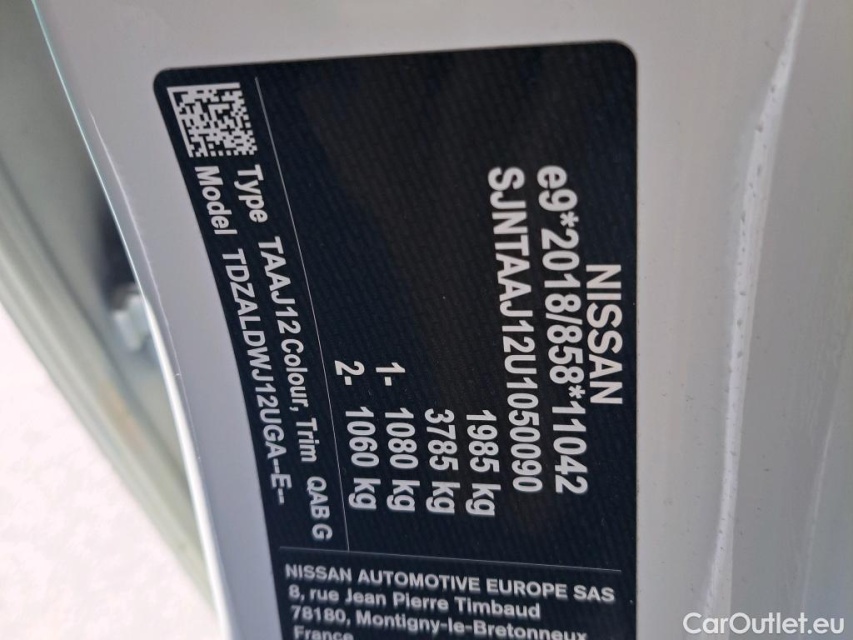 NISSAN
e9*2018/858*11042
SJNTAAJ12U1050090
1985 kg
3785 kg
1- 1080 kg
2- 1060 kg
Type TAAJ12 Colour, Trim QAB G
Model TDZALDWJ12UGA--E--
NISSAN AUTOMOTIVE EUROPE SAS
8, rue Jean Pierre Timbaud
78180, Montigny-le-Bretonneux
France
CarOutlet.eu